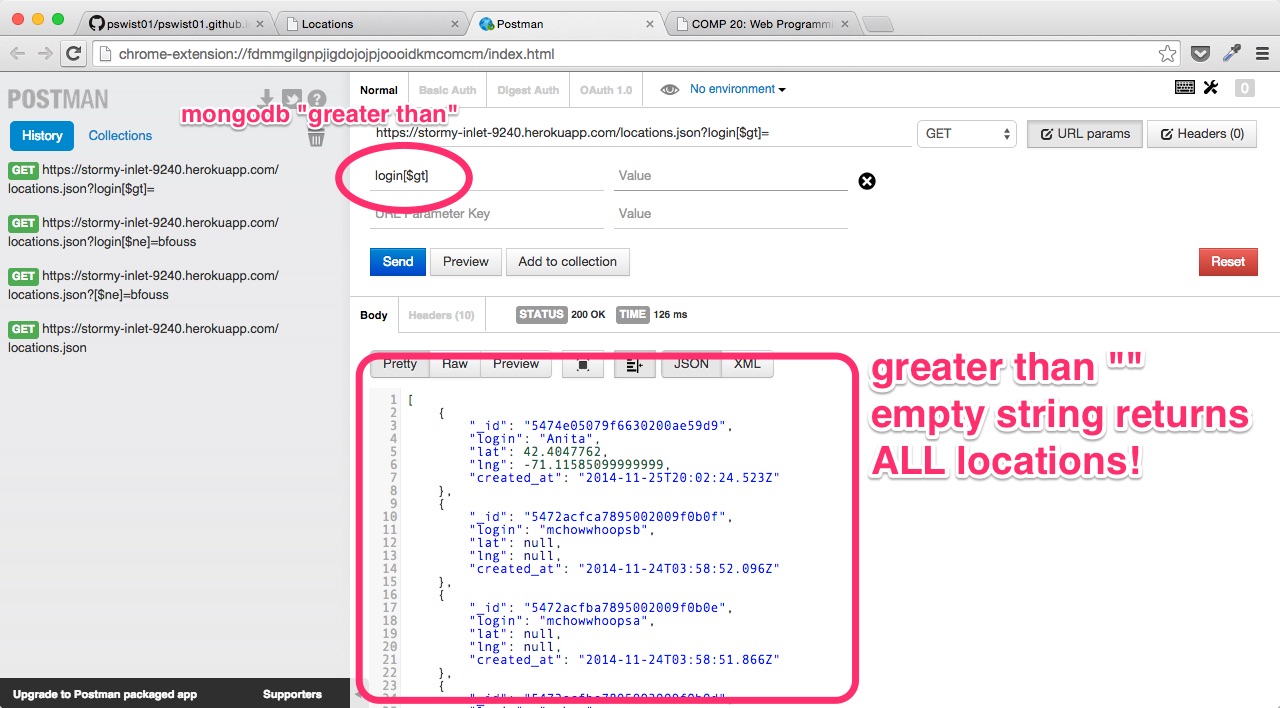 pswist01/pswist01.github.
Locations
Postman
COMP 20: Web Programmi
chrome-extension://fdmmgilgnpjigdojojpjoooidkmcomcm/index.html
POSTMAN
History
Collections
GET https://stormy-inlet-9240.herokuapp.com/
locations.json?login[$gt]=
GET https://stormy-inlet-9240.herokuapp.com/
locations.json?login[$ne]=bfouss
GET https://stormy-inlet-9240.herokuapp.com/
locations.json?[$ne]=bfouss
GET https://stormy-inlet-9240.herokuapp.com/
locations.json
Upgrade to Postman packaged app
Supporters
Normal
Basic Auth
Digest Auth
OAuth 1.0
No environment
0
mongodb "greater than"
https://stormy-inlet-9240.herokuapp.com/locations.json?login[$gt]=
GET
URL params
Headers (0)
login[$gt]
Value
URL Parameter Key
Value
Send
Preview
Add to collection
Reset
Body
Headers (10)
STATUS 200 OK TIME 126 ms
Pretty
Raw
Preview
JSON
XML
greater than ""
empty string returns
ALL locations!
1 [
2 {
3 "_id": "5474e05079f6630200ae59d9",
4 "login": "Anita",
5 "lat": 42.4047762,
6 "lng": -71.11585099999999,
7 "created_at": "2014-11-25T20:02:24.523Z"
8 },
9 {
10 "_id": "5472acfca7895002009f0b0f",
11 "login": "mchowwhoopsb",
12 "lat": null,
13 "lng": null,
14 "created_at": "2014-11-24T03:58:52.096Z"
15 },
16 {
17 "_id": "5472acfba7895002009f0b0e",
18 "login": "mchowwhoopsa",
19 "lat": null,
20 "lng": null,
21 "created_at": "2014-11-24T03:58:51.866Z"
22 },
23 {
24 "_id":